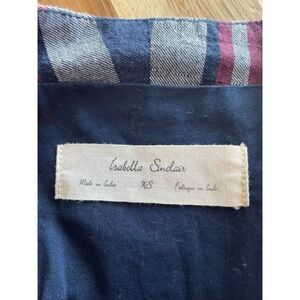 Isabella Sinclair
Made in India XS Fabriqué en Inde